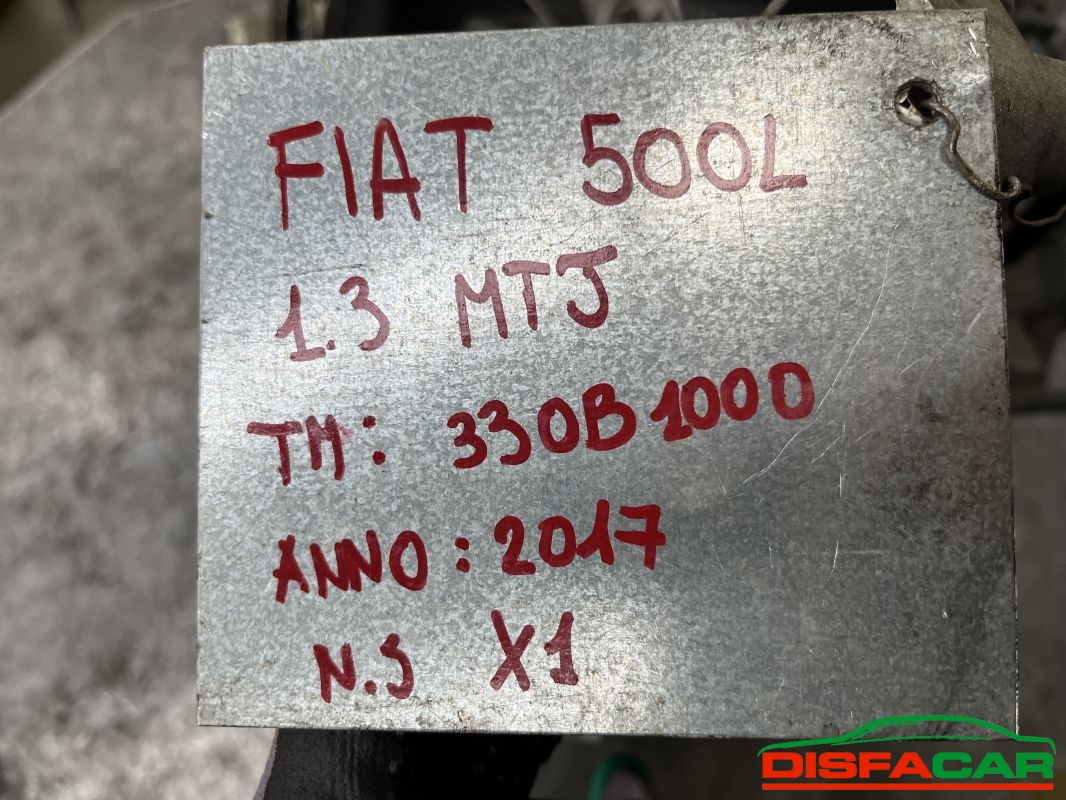 FIAT 500L
1.3 MTJ
TM: 330B1000
ANNO: 2017
N.S X1
DISFACAR